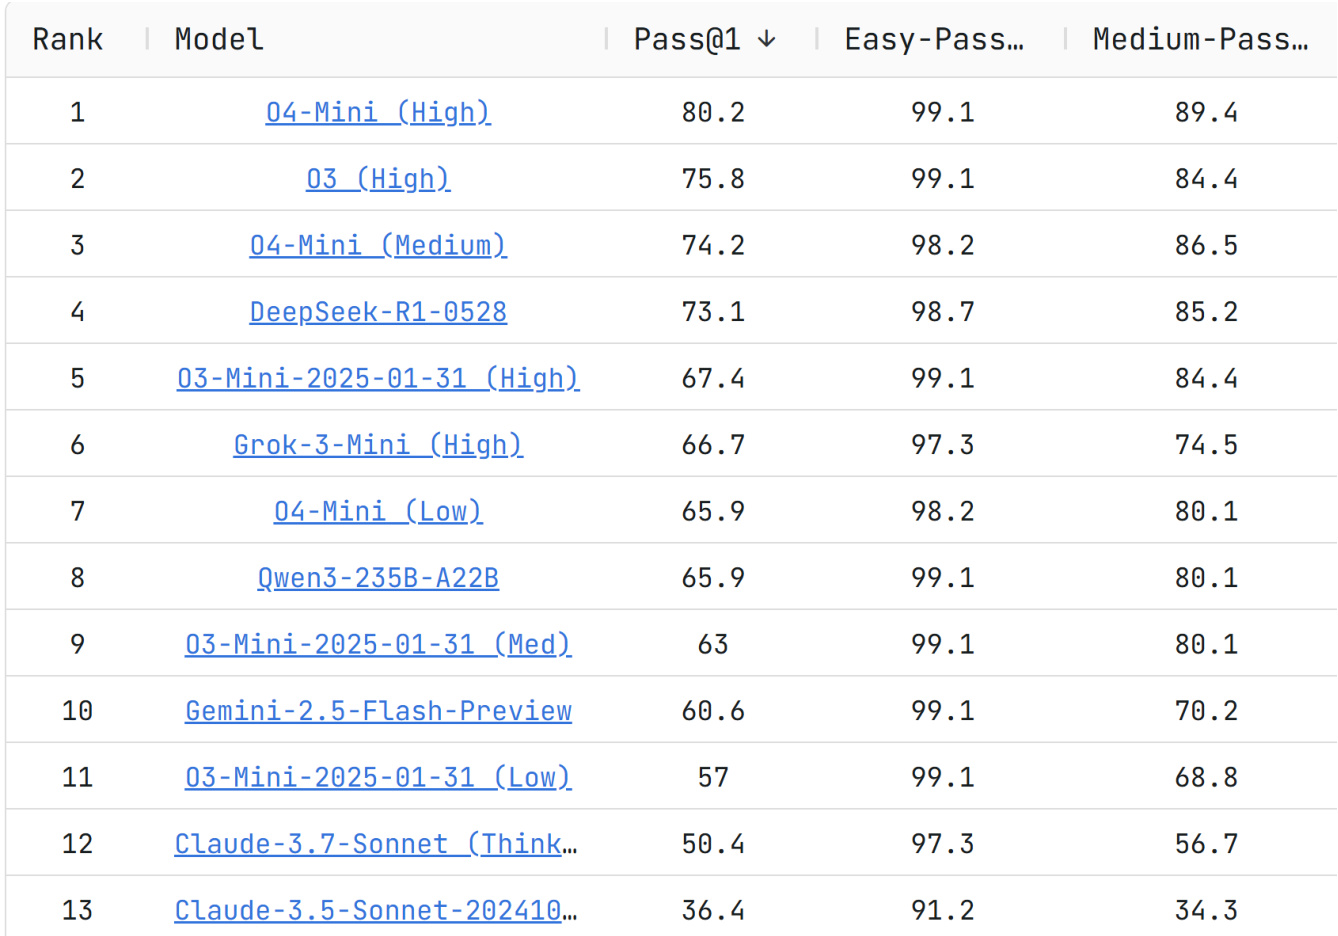 Rank Model Pass@1 ↓ Easy-Pass… Medium-Pass…
1 O4-Mini (High) 80.2 99.1 89.4
2 O3 (High) 75.8 99.1 84.4
3 O4-Mini (Medium) 74.2 98.2 86.5
4 DeepSeek-R1-0528 73.1 98.7 85.2
5 O3-Mini-2025-01-31 (High) 67.4 99.1 84.4
6 Grok-3-Mini (High) 66.7 97.3 74.5
7 O4-Mini (Low) 65.9 98.2 80.1
8 Qwen3-235B-A22B 65.9 99.1 80.1
9 O3-Mini-2025-01-31 (Med) 63 99.1 80.1
10 Gemini-2.5-Flash-Preview 60.6 99.1 70.2
11 O3-Mini-2025-01-31 (Low) 57 99.1 68.8
12 Claude-3.7-Sonnet (Think… 50.4 97.3 56.7
13 Claude-3.5-Sonnet-202410… 36.4 91.2 34.3